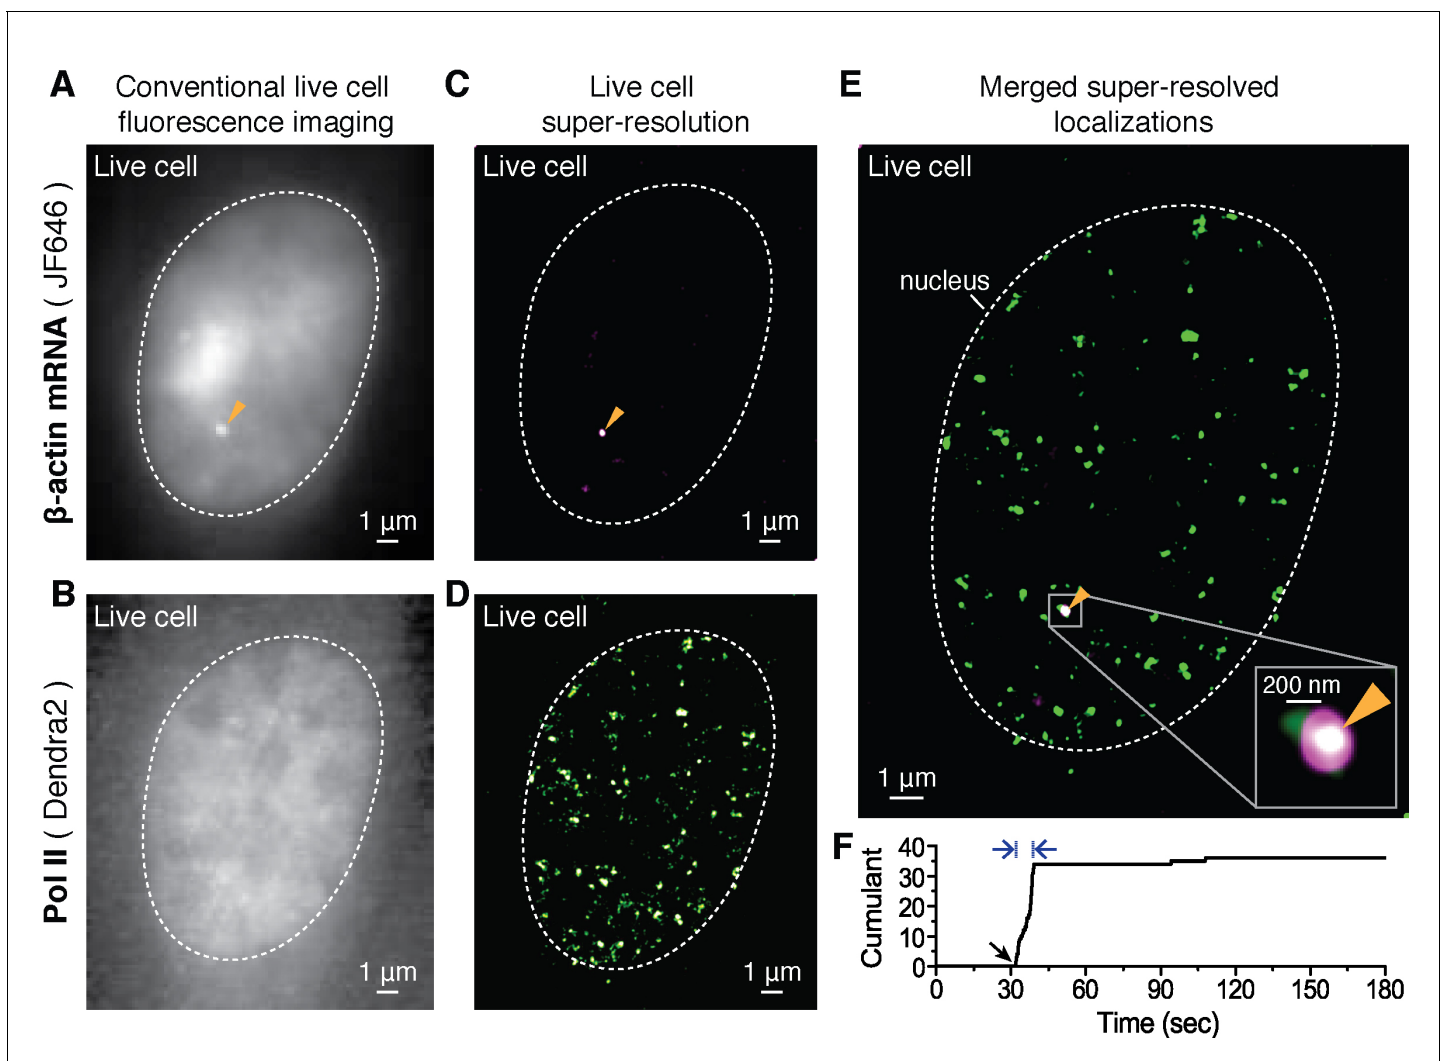 A
Conventional live cell
fluorescence imaging
C
Live cell
super-resolution
E
Merged super-resolved
localizations
β-actin mRNA ( JF646 )
Live cell
1 µm
Live cell
1 µm
Live cell
nucleus
200 nm
1 µm
B
Pol II ( Dendra2 )
Live cell
1 µm
D
Live cell
1 µm
F
Cumulant
40
30
20
10
0
0 30 60 90 120 150 180
Time (sec)